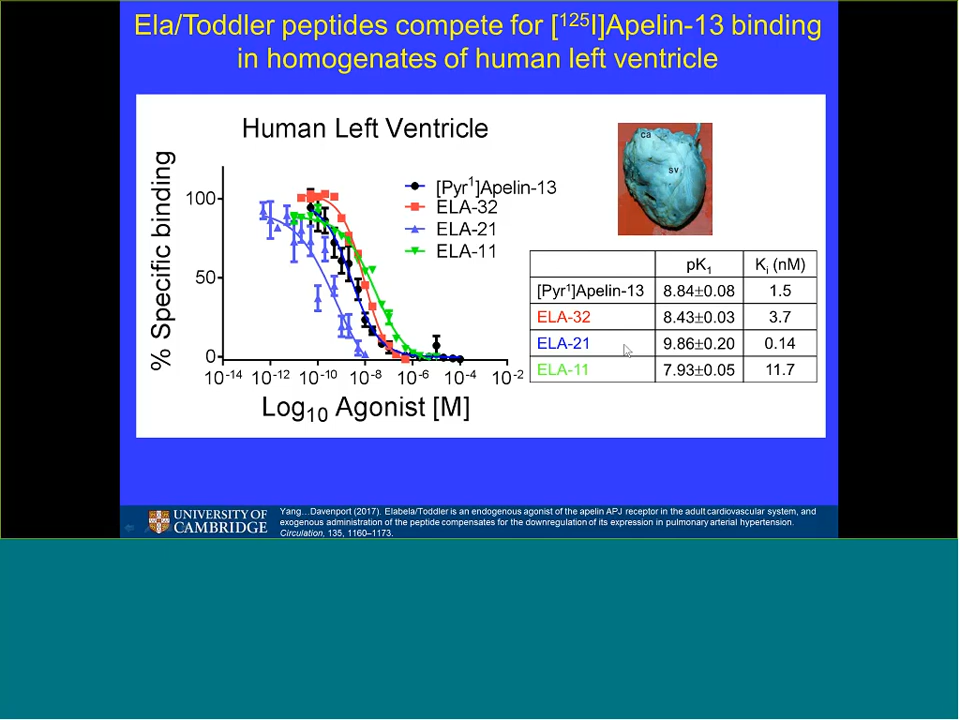 Ela/Toddler peptides compete for [¹²⁵I]Apelin-13 binding
in homogenates of human left ventricle
Human Left Ventricle
% Specific binding
100
50
0
10⁻¹⁴ 10⁻¹² 10⁻¹⁰ 10⁻⁸ 10⁻⁶ 10⁻⁴ 10⁻²
Log₁₀ Agonist [M]
[Pyr¹]Apelin-13
ELA-32
ELA-21
ELA-11
ca
sv
pK₁ Kᵢ (nM)
[Pyr¹]Apelin-13 8.84±0.08 1.5
ELA-32 8.43±0.03 3.7
ELA-21 9.86±0.20 0.14
ELA-11 7.93±0.05 11.7
UNIVERSITY OF
CAMBRIDGE
Yang…Davenport (2017). Elabela/Toddler is an endogenous agonist of the apelin APJ receptor in the adult cardiovascular system, and
exogenous administration of the peptide compensates for the downregulation of its expression in pulmonary arterial hypertension.
Circulation, 135, 1160–1173.